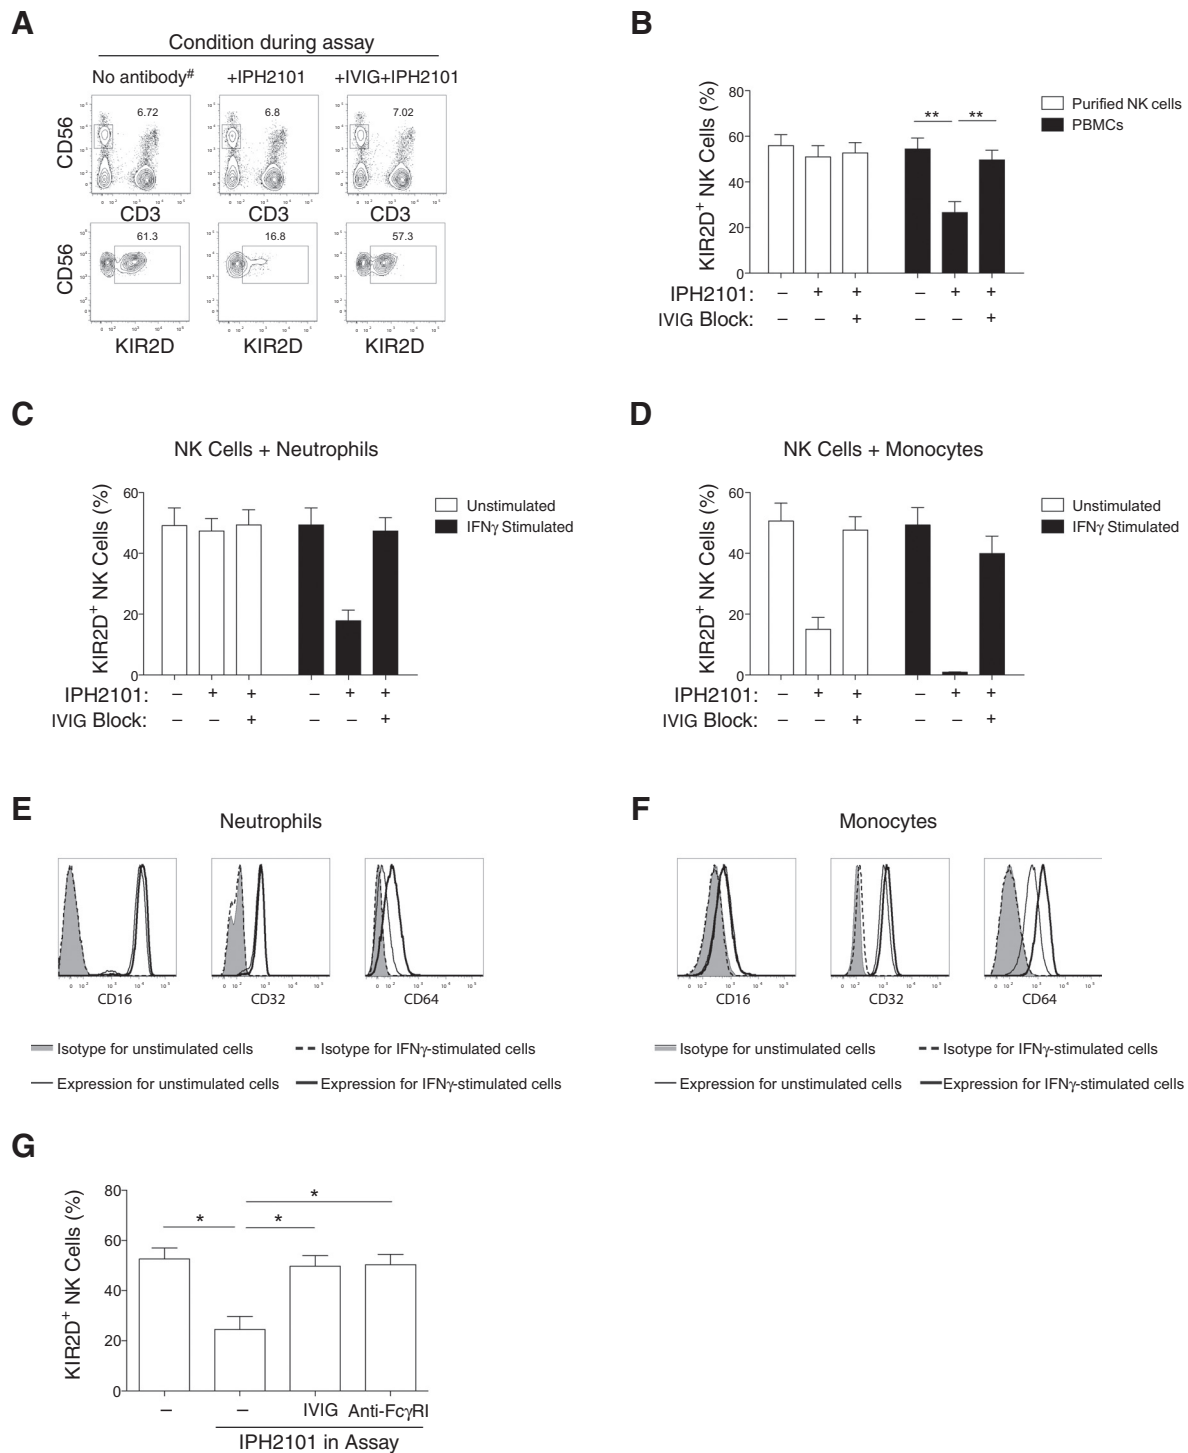 A
Condition during assay
No antibody# +IPH2101 +IVIG+IPH2101
CD56
6.72 6.8 7.02
CD3 CD3 CD3
CD56
61.3 16.8 57.3
KIR2D KIR2D KIR2D
B
KIR2D+ NK Cells (%)
80
60
40
20
0
** **
Purified NK cells
PBMCs
IPH2101: – + + – + +
IVIG Block: – – + – – +
C
NK Cells + Neutrophils
KIR2D+ NK Cells (%)
60
40
20
0
Unstimulated
IFNγ Stimulated
IPH2101: – + + – + +
IVIG Block: – – + – – +
D
NK Cells + Monocytes
KIR2D+ NK Cells (%)
60
40
20
0
Unstimulated
IFNγ Stimulated
IPH2101: – + + – + +
IVIG Block: – – + – – +
E
Neutrophils
CD16 CD32 CD64
Isotype for unstimulated cells Isotype for IFNγ-stimulated cells
Expression for unstimulated cells Expression for IFNγ-stimulated cells
F
Monocytes
CD16 CD32 CD64
Isotype for unstimulated cells Isotype for IFNγ-stimulated cells
Expression for unstimulated cells Expression for IFNγ-stimulated cells
G
KIR2D+ NK Cells (%)
80
60
40
20
0
*
* *
– – IVIG Anti-FcγRI
IPH2101 in Assay